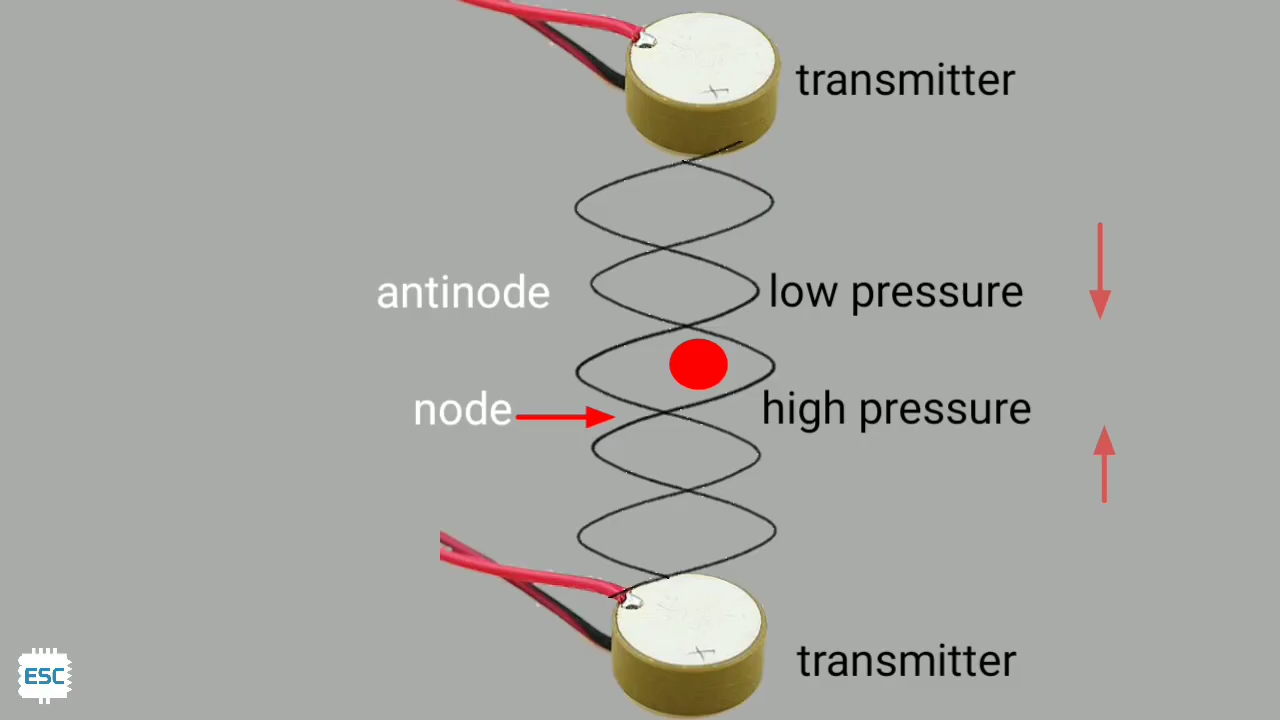 transmitter
antinode
low pressure
node
high pressure
transmitter
ESC